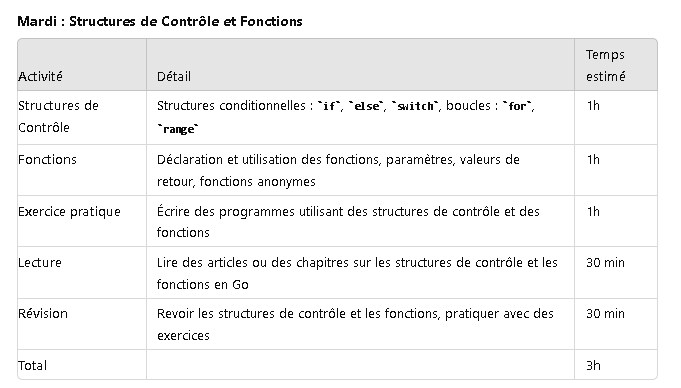 Mardi : Structures de Contrôle et Fonctions
Temps
Activité Détail estimé
Structures de Structures conditionnelles : `if`, `else`, `switch`, boucles : `for`, 1h
Contrôle `range`
Fonctions Déclaration et utilisation des fonctions, paramètres, valeurs de 1h
retour, fonctions anonymes
Exercice pratique Écrire des programmes utilisant des structures de contrôle et des 1h
fonctions
Lecture Lire des articles ou des chapitres sur les structures de contrôle et les 30 min
fonctions en Go
Révision Revoir les structures de contrôle et les fonctions, pratiquer avec des 30 min
exercices
Total 3h